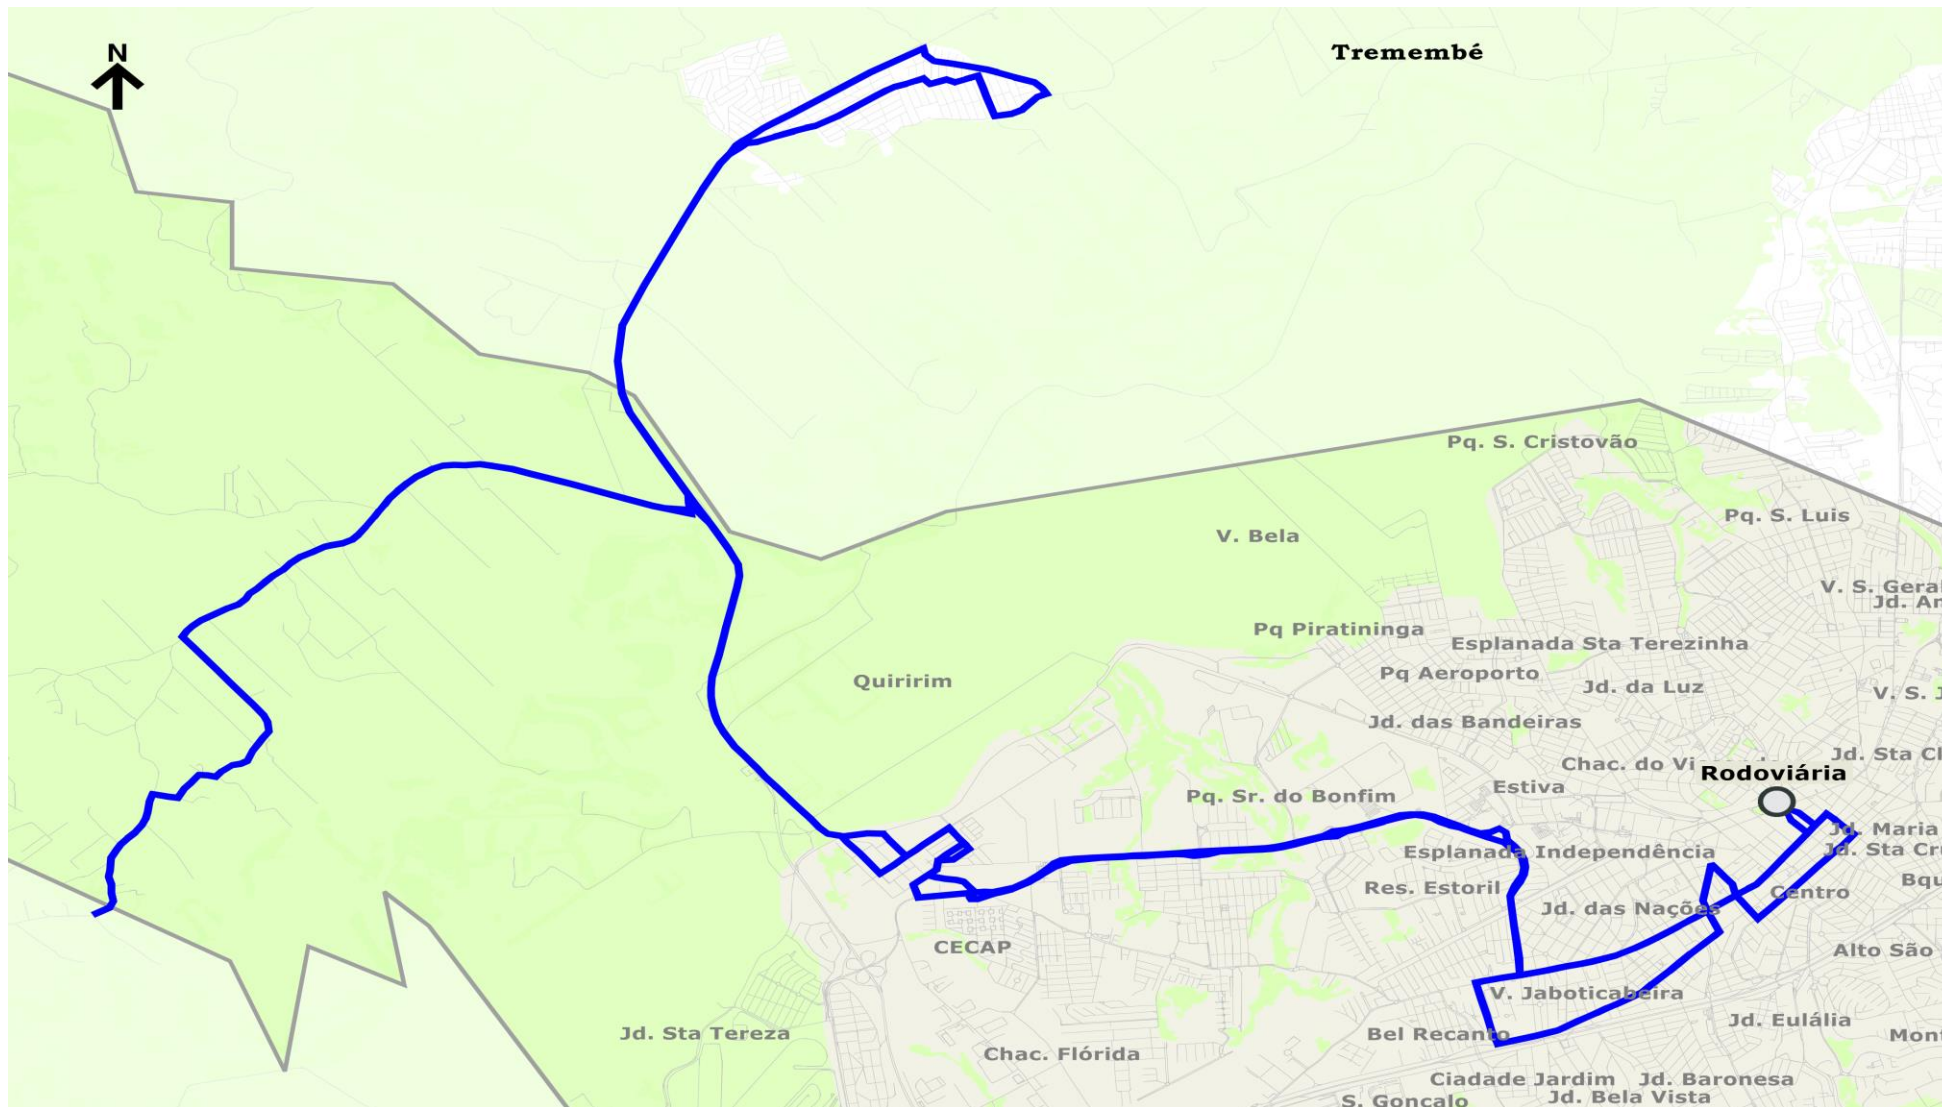 N
Tremembé
Pq. S. Cristovão
Pq. S. Luis
V. Bela
V. S. Geral
Jd. An
Pq Piratininga
Esplanada Sta Terezinha
Pq Aeroporto
Quiririm
Jd. da Luz
V. S. J
Jd. das Bandeiras
Jd. Sta Cl
Chac. do Vi
Rodoviária
Estiva
Pq. Sr. do Bonfim
Jd. Maria
Esplanada Independência
Jd. Sta Cru
Bqu
Res. Estoril
Centro
Jd. das Nações
CECAP
Alto São
V. Jaboticabeira
Jd. Eulália
Jd. Sta Tereza
Bel Recanto
Mont
Chac. Flórida
Ciadade Jardim
Jd. Baronesa
Jd. Bela Vista
S. Gonçalo